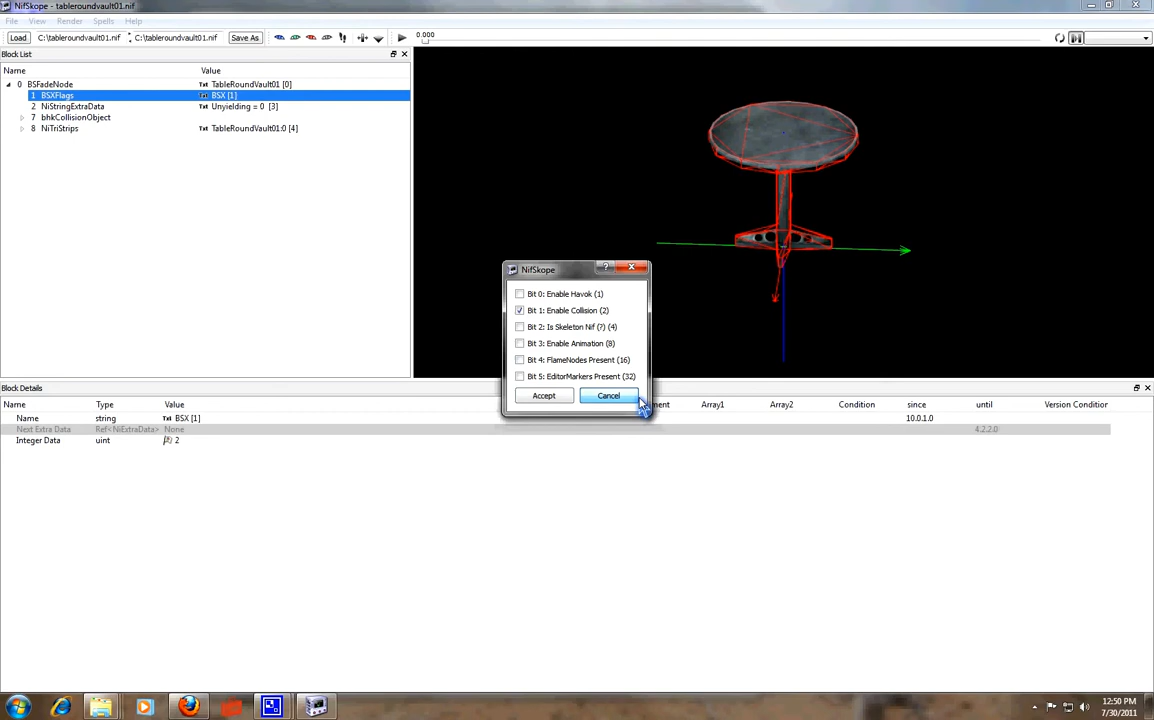 NifSkope - tableroundvault01.nif
File View Render Spells Help
Load C:\tableroundvault01.nif C:\tableroundvault01.nif Save As 0.000
Block List
Name Value
0 BSFadeNode Txt TableRoundVault01 [0]
1 BSXFlags Txt BSX [1]
2 NiStringExtraData Txt Unyielding = 0 [3]
7 bhkCollisionObject
8 NiTriStrips Txt TableRoundVault01:0 [4]
NifSkope
Bit 0: Enable Havok (1)
Bit 1: Enable Collision (2)
Bit 2: Is Skeleton Nif (?) (4)
Bit 3: Enable Animation (8)
Bit 4: FlameNodes Present (16)
Bit 5: EditorMarkers Present (32)
Accept Cancel
Block Details
Name Type Value Array1 Array2 Condition since until Version Condition
Name string Txt BSX [1] 10.0.1.0
Next Extra Data Ref<NiExtraData> None 4.2.2.0
Integer Data uint 2
12:50 PM
7/30/2011